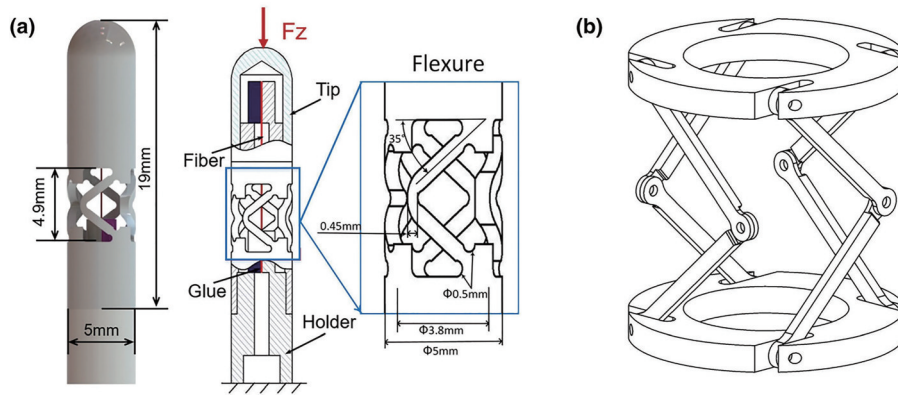 (a)
4.9mm
19mm
5mm
Fz
Tip
Fiber
Glue
Holder
Flexure
35°
0.45mm
Φ0.5mm
Φ3.8mm
Φ5mm
(b)